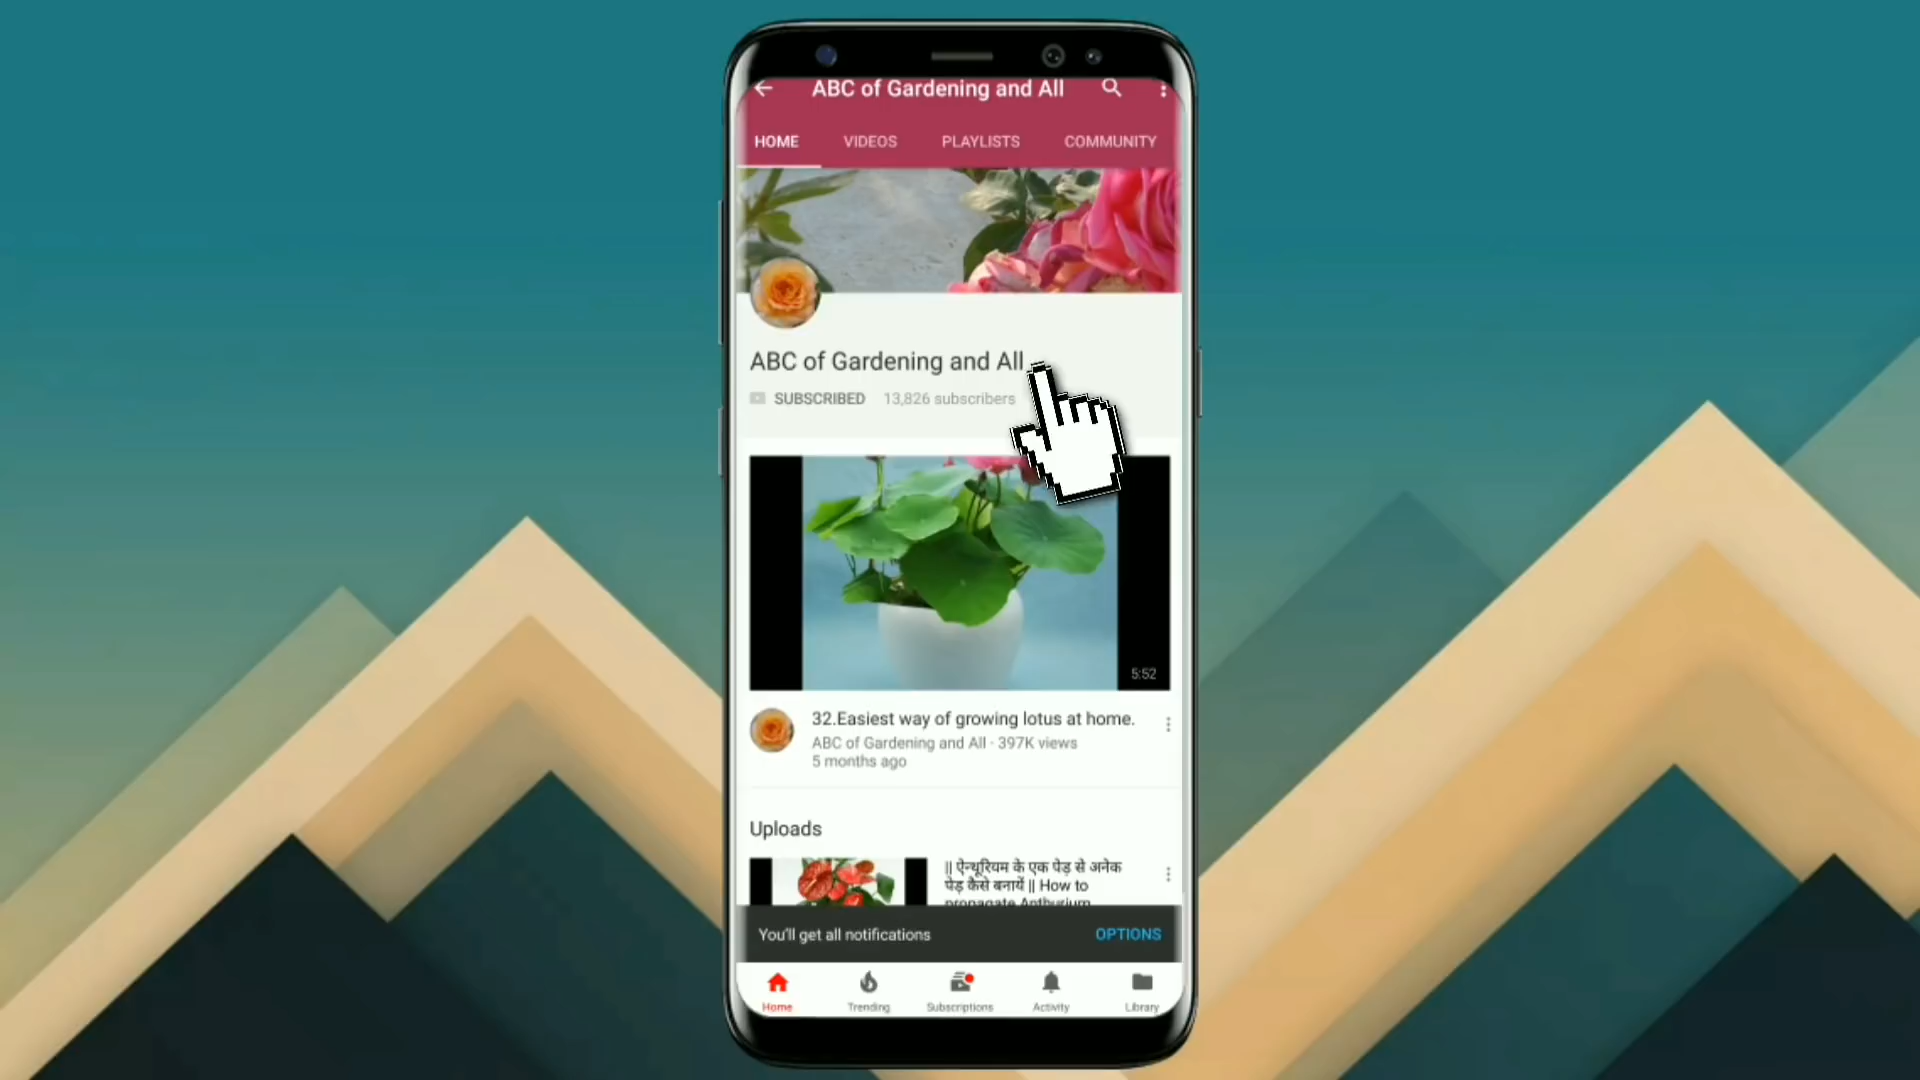 ABC of Gardening and All
HOME VIDEOS PLAYLISTS COMMUNITY
ABC of Gardening and All
SUBSCRIBED 13,826 subscribers
5:52
32.Easiest way of growing lotus at home.
ABC of Gardening and All · 397K views
5 months ago
Uploads
|| ऐन्थूरियम के एक पेड़ से अनेक
पेड़ कैसे बनायें || How to
propagate Anthurium
You'll get all notifications OPTIONS
Home Trending Subscriptions Activity Library